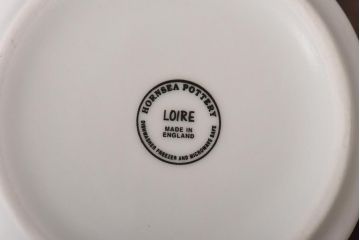 HORNSEA POTTERY
LOIRE
MADE IN
ENGLAND
DISHWASHER FREEZER AND MICROWAVE SAFE